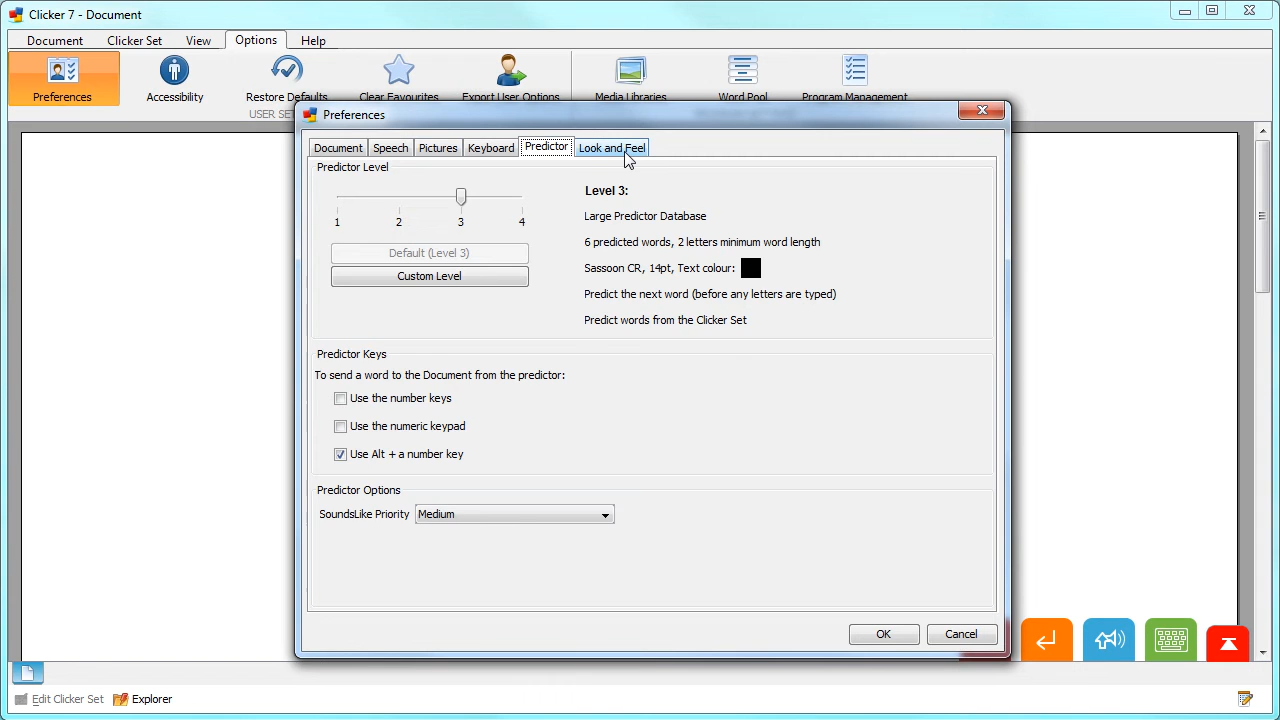 Clicker 7 - Document
Document Clicker Set View Options Help
Preferences Accessibility Restore Defaults Clear Favourites Export User Options Media Libraries Word Pool Program Management
USER SE
Preferences
Document Speech Pictures Keyboard Predictor Look and Feel
Predictor Level
1 2 3 4
Default (Level 3)
Custom Level
Level 3:
Large Predictor Database
6 predicted words, 2 letters minimum word length
Sassoon CR, 14pt, Text colour:
Predict the next word (before any letters are typed)
Predict words from the Clicker Set
Predictor Keys
To send a word to the Document from the predictor:
Use the number keys
Use the numeric keypad
Use Alt + a number key
Predictor Options
SoundsLike Priority Medium
OK Cancel
Edit Clicker Set Explorer